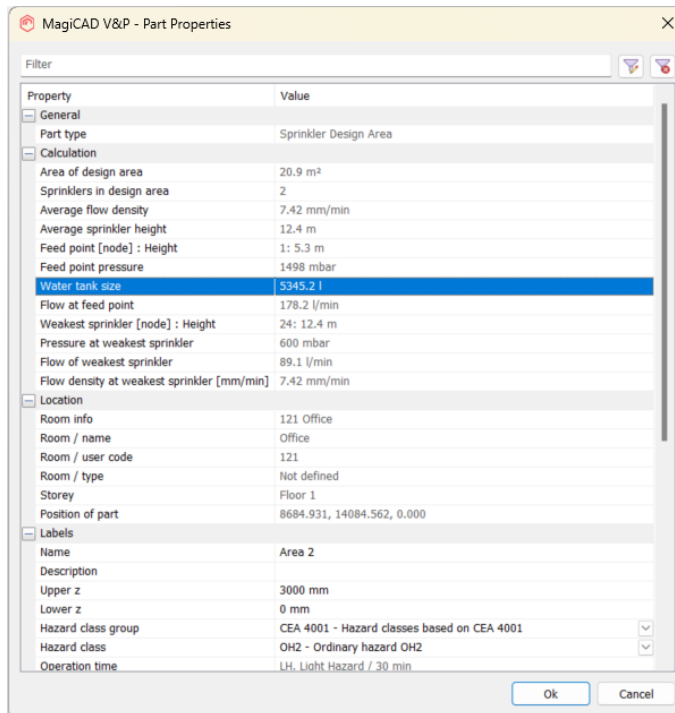 MagiCAD V&P - Part Properties
Filter
Property Value
General
Part type Sprinkler Design Area
Calculation
Area of design area 20.9 m²
Sprinklers in design area 2
Average flow density 7.42 mm/min
Average sprinkler height 12.4 m
Feed point [node] : Height 1: 5.3 m
Feed point pressure 1498 mbar
Water tank size 5345.2 l
Flow at feed point 178.2 l/min
Weakest sprinkler [node] : Height 24: 12.4 m
Pressure at weakest sprinkler 600 mbar
Flow of weakest sprinkler 89.1 l/min
Flow density at weakest sprinkler [mm/min] 7.42 mm/min
Location
Room info 121 Office
Room / name Office
Room / user code 121
Room / type Not defined
Storey Floor 1
Position of part 8684.931, 14084.562, 0.000
Labels
Name Area 2
Description
Upper z 3000 mm
Lower z 0 mm
Hazard class group CEA 4001 - Hazard classes based on CEA 4001
Hazard class OH2 - Ordinary hazard OH2
Operation time LH. Light Hazard / 30 min
Ok Cancel